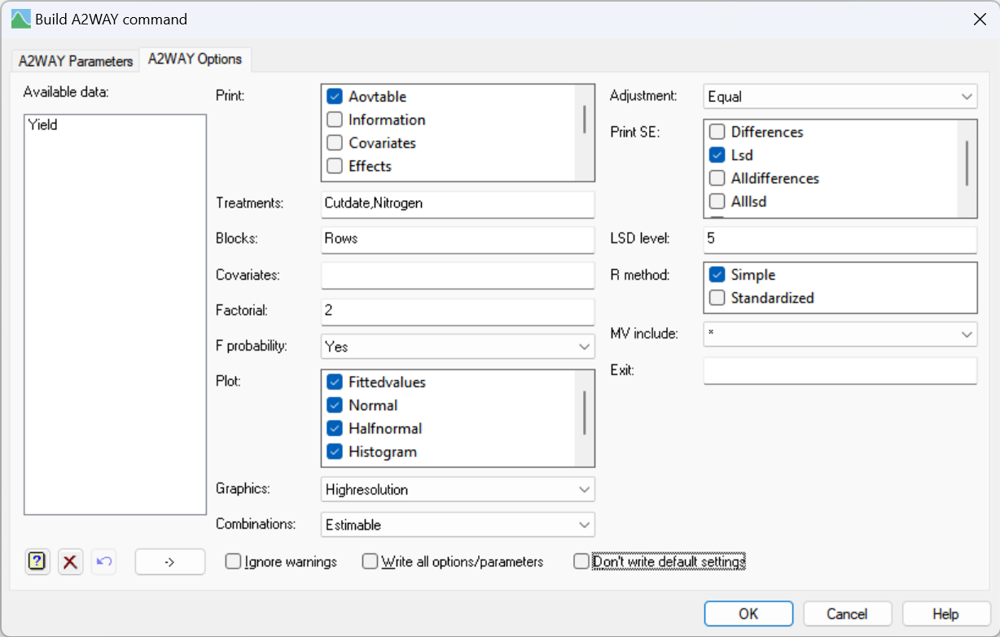 Build A2WAY command
A2WAY Parameters
A2WAY Options
Available data:
Yield
Print:
Aovtable
Information
Covariates
Effects
Treatments:
Cutdate,Nitrogen
Blocks:
Rows
Covariates:
Factorial:
2
F probability:
Yes
Plot:
Fittedvalues
Normal
Halfnormal
Histogram
Graphics:
Highresolution
Combinations:
Estimable
Adjustment:
Equal
Print SE:
Differences
Lsd
Alldifferences
Alllsd
LSD level:
5
R method:
Simple
Standardized
MV include:
*
Exit:
?
->
Ignore warnings
Write all options/parameters
Don't write default settings
OK
Cancel
Help